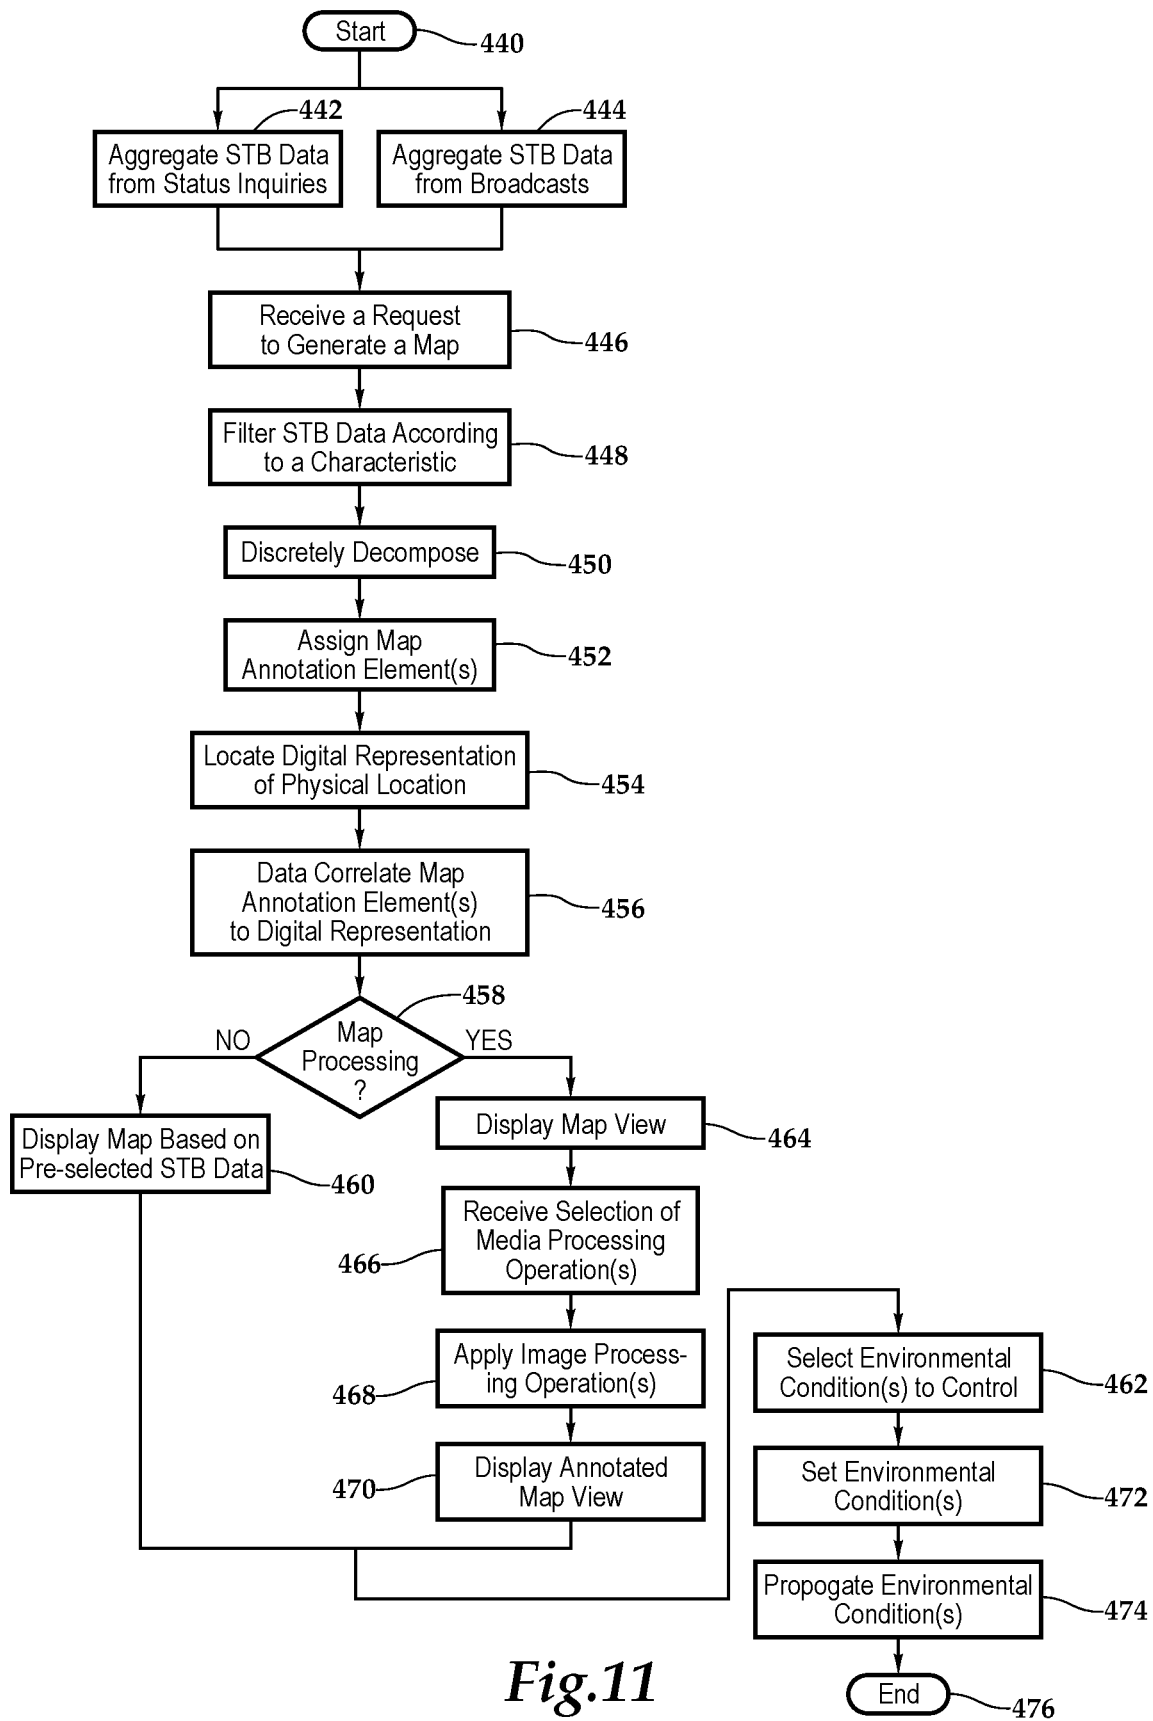 Start
440
442
444
Aggregate STB Data
from Status Inquiries
Aggregate STB Data
from Broadcasts
Receive a Request
to Generate a Map
446
Filter STB Data According
to a Characteristic
448
Discretely Decompose
450
Assign Map
Annotation Element(s)
452
Locate Digital Representation
of Physical Location
454
Data Correlate Map
Annotation Element(s)
to Digital Representation
456
458
Map
Processing
?
NO
YES
Display Map Based on
Pre-selected STB Data
460
Display Map View
464
Receive Selection of
Media Processing
Operation(s)
466
Apply Image Process-
ing Operation(s)
468
Display Annotated
Map View
470
Select Environmental
Condition(s) to Control
462
Set Environmental
Condition(s)
472
Propogate Environmental
Condition(s)
474
End
476
Fig.11